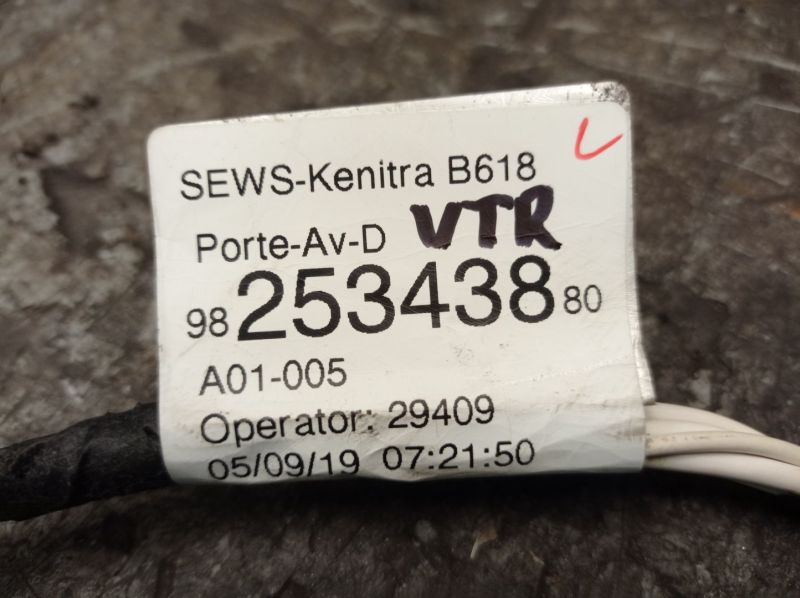 SEWS-Kenitra B618
Porte-Av-D VTR
98 253438 80
A01-005
Operator: 29409
05/09/19 07:21:50